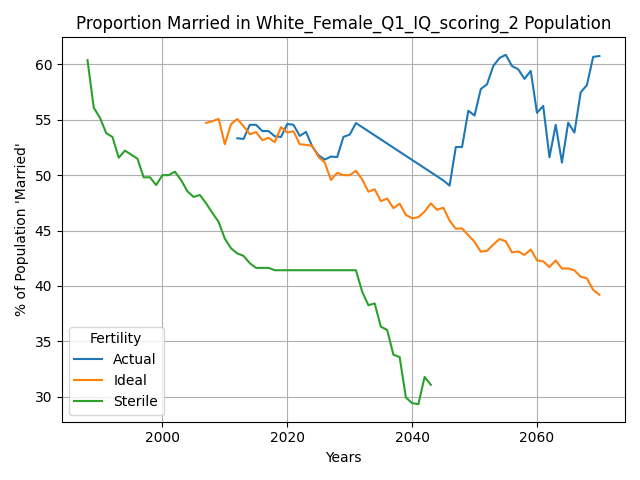 Proportion Married in White_Female_Q1_IQ_scoring_2 Population
% of Population 'Married'
60
55
50
45
40
35
30
Fertility
Actual
Ideal
Sterile
2000 2020 2040 2060
Years